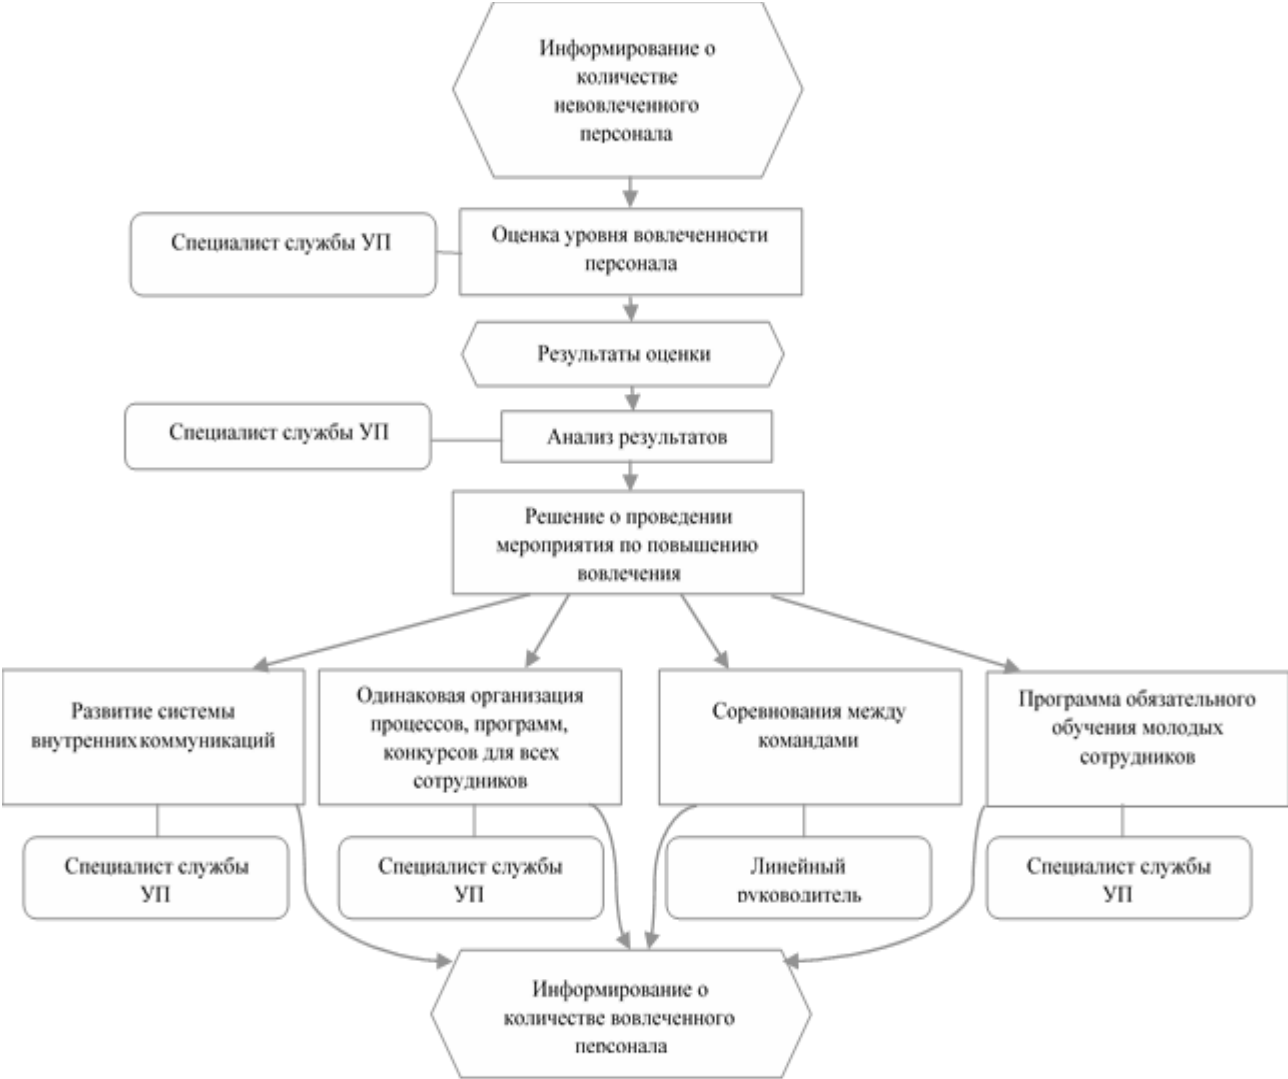 Информирование о
количестве
невовлеченного
персонала
Специалист службы УП
Оценка уровня вовлеченности
персонала
Результаты оценки
Специалист службы УП
Анализ результатов
Решение о проведении
мероприятия по повышению
вовлечения
Развитие системы
внутренних коммуникаций
Одинаковая организация
процессов, программ,
конкурсов для всех
сотрудников
Соревнования между
командами
Программа обязательного
обучения молодых
сотрудников
Специалист службы
УП
Специалист службы
УП
Линейный
руководитель
Специалист службы
УП
Информирование о
количестве вовлеченного
персонала